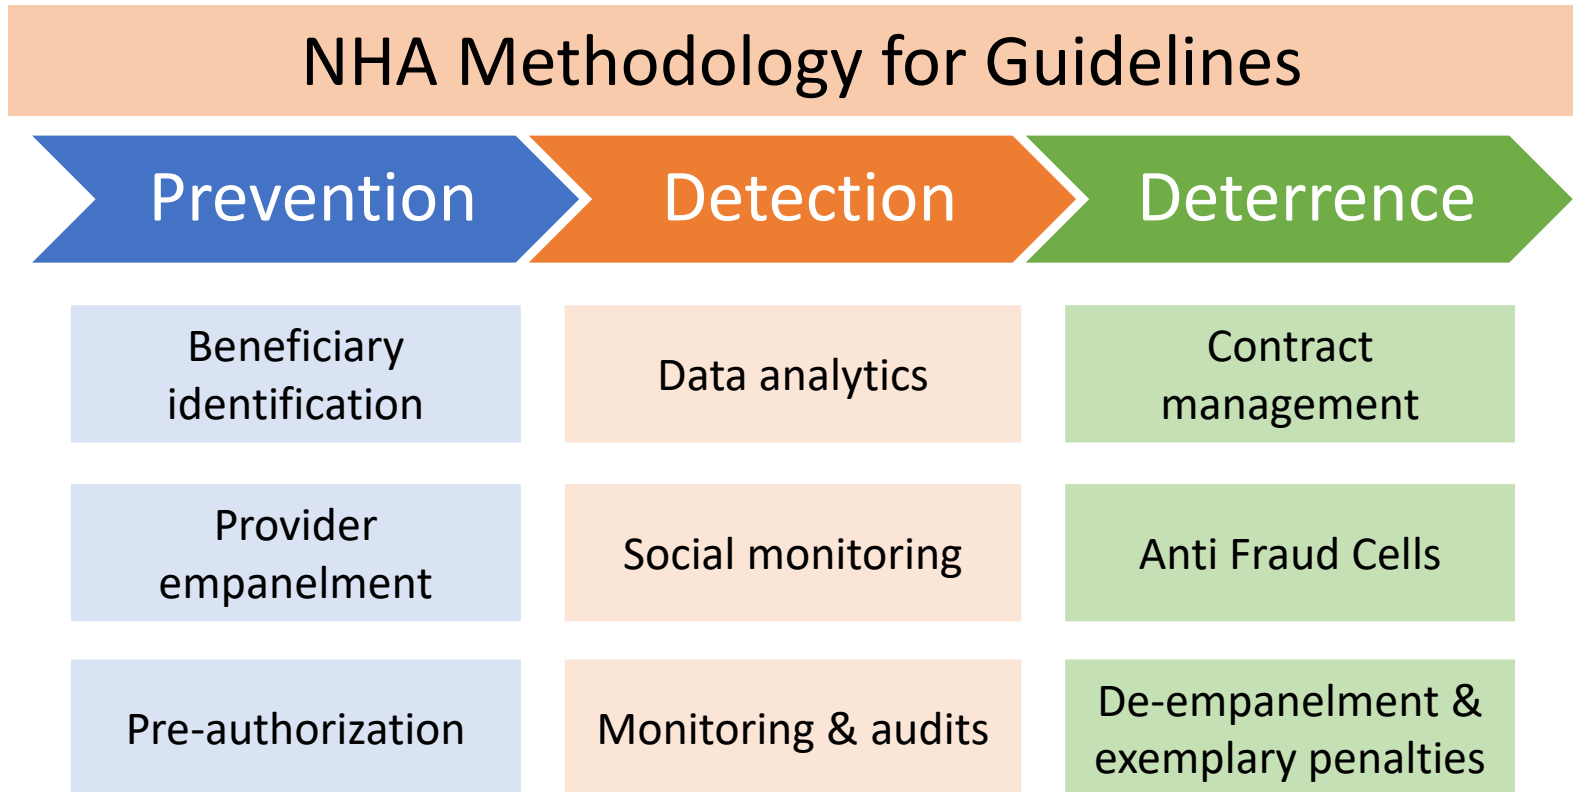 NHA Methodology for Guidelines
Prevention
Detection
Deterrence
Beneficiary
identification
Data analytics
Contract
management
Provider
empanelment
Social monitoring
Anti Fraud Cells
Pre-authorization
Monitoring & audits
De-empanelment &
exemplary penalties